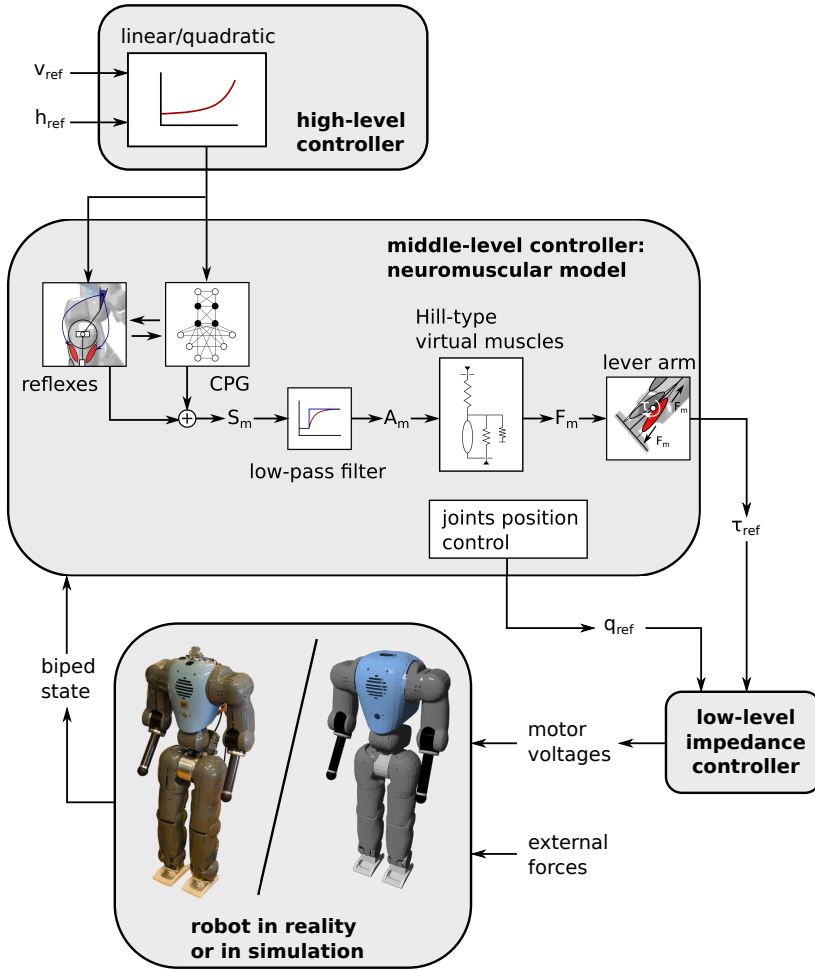 linear/quadratic
v_ref
h_ref
high-level
controller
middle-level controller:
neuromuscular model
reflexes
CPG
+
S_m
low-pass filter
A_m
Hill-type
virtual muscles
F_m
lever arm
F_m
F_m
joints position
control
τ_ref
q_ref
biped
state
low-level
impedance
controller
motor
voltages
external
forces
robot in reality
or in simulation